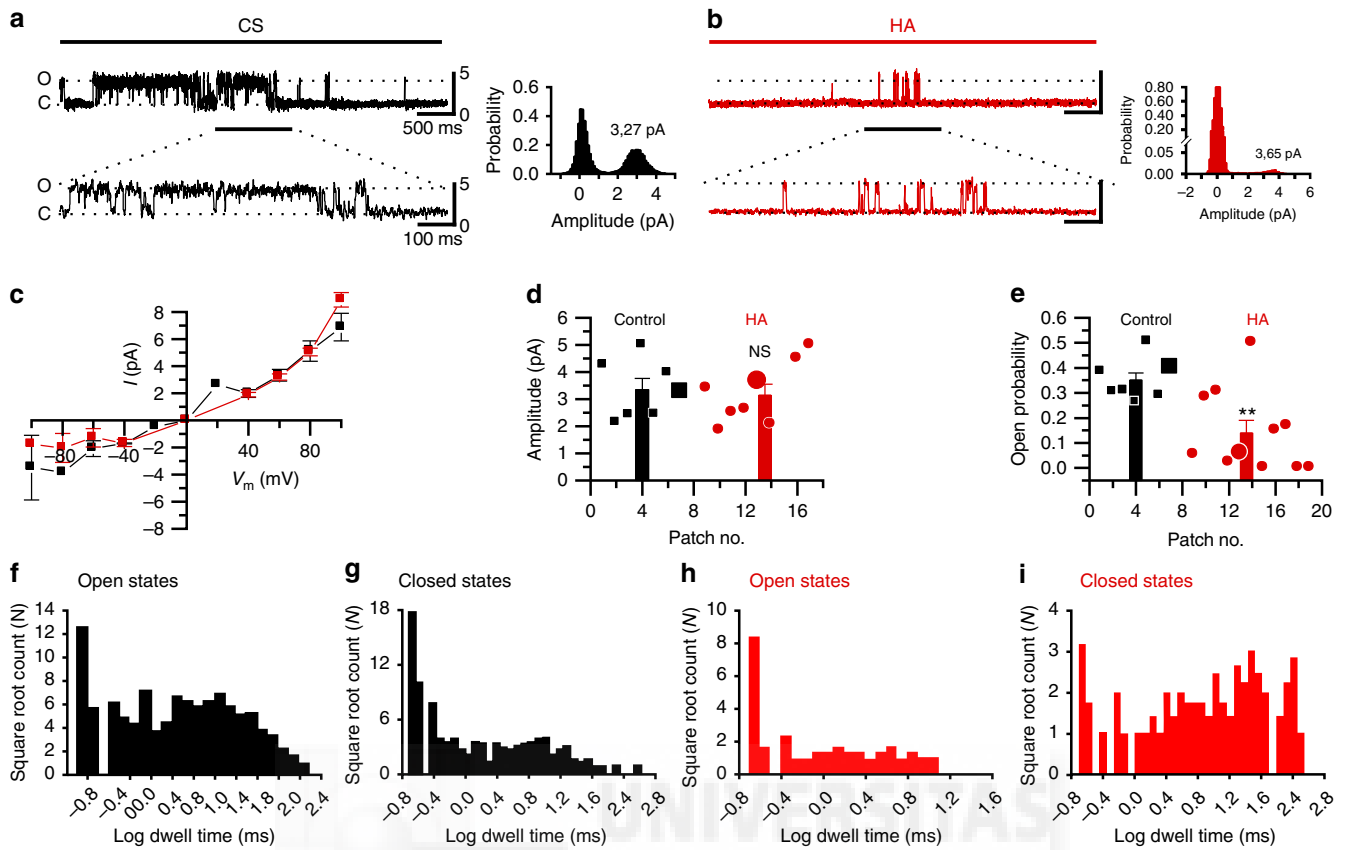 a
CS
O
C
5
0
500 ms
O
C
5
0
100 ms
Probability
0.6
0.4
0.2
0.0
3,27 pA
0 2 4
Amplitude (pA)
b
HA
Probability
0.80
0.60
0.40
0.20
0.05
0.00
3,65 pA
−2 0 2 4 6
Amplitude (pA)
c
I (pA)
8
6
4
2
−2
−4
−6
−8
−80 −40 40 80
Vm (mV)
d
Amplitude (pA)
6
5
4
3
2
1
0
Control
HA
NS
0 4 8 12 16
Patch no.
e
Open probability
0.6
0.5
0.4
0.3
0.2
0.1
0.0
Control
HA
**
0 4 8 12 16 20
Patch no.
f
Open states
Square root count (N)
14
12
10
8
6
4
2
0
−0.8 −0.4 00.0 0.4 0.8 1.0 1.2 1.6 2.0 2.4
Log dwell time (ms)
g
Closed states
Square root count (N)
18
12
6
0
−0.8 −0.4 0.0 0.4 0.8 1.2 1.6 2.0 2.4 2.8
Log dwell time (ms)
h
Open states
Square root count (N)
10
8
6
4
2
0
−0.8 −0.4 0.0 0.4 0.8 1.2 1.6
Log dwell time (ms)
i
Closed states
Square root count (N)
4
3
2
1
0
−0.8 −0.4 0.0 0.4 0.8 1.2 1.6 2.0 2.4 2.8
Log dwell time (ms)
UNIVERSITAS